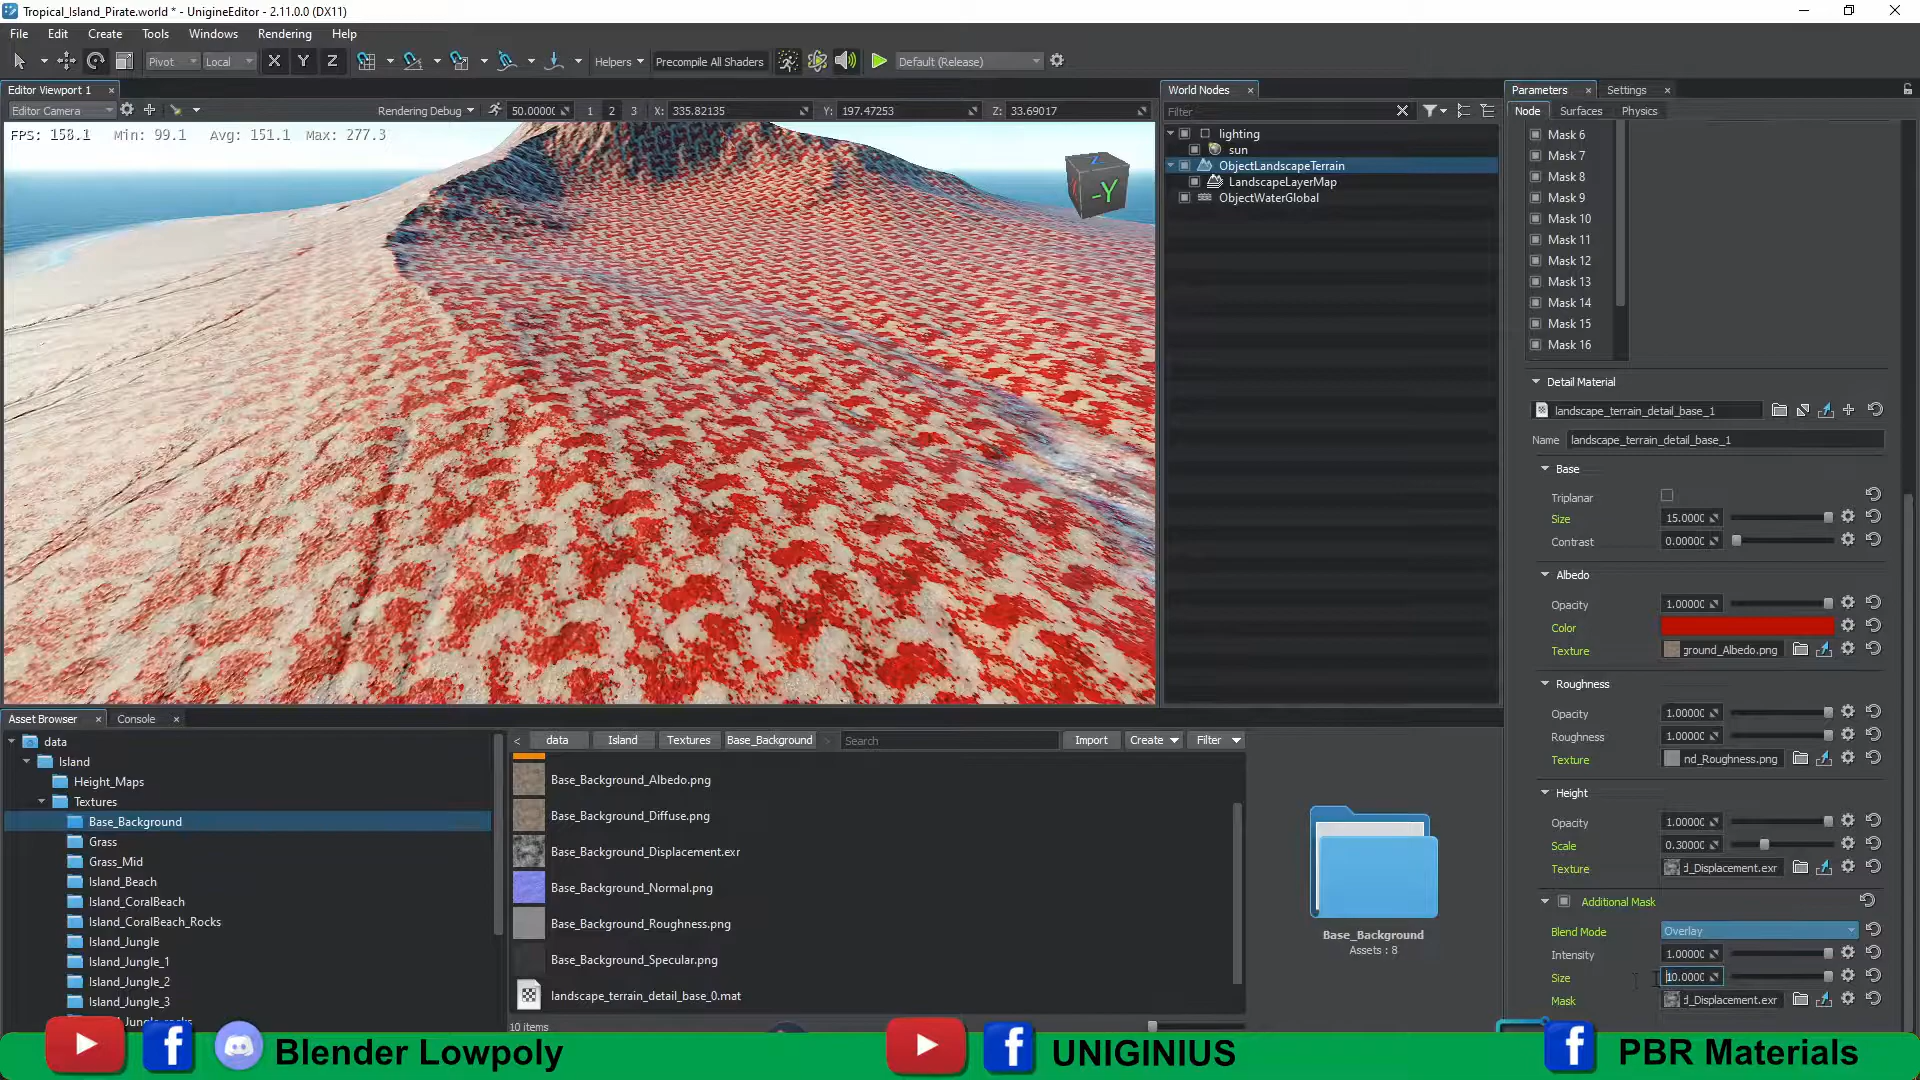 Tropical_Island_Pirate.world * - UnigineEditor - 2.11.0.0 (DX11)
File Edit Create Tools Windows Rendering Help
Pivot Local X Y Z Helpers Precompile All Shaders Default (Release)
Editor Viewport 1
Editor Camera Rendering Debug 50.00000 1 2 3 X: 335.82135 Y: 197.47253 Z: 33.69017
FPS: 158.1 Min: 99.1 Avg: 151.1 Max: 277.3
Z
-Y
World Nodes
Filter
lighting
sun
ObjectLandscapeTerrain
LandscapeLayerMap
ObjectWaterGlobal
Parameters Settings
Node Surfaces Physics
Mask 6
Mask 7
Mask 8
Mask 9
Mask 10
Mask 11
Mask 12
Mask 13
Mask 14
Mask 15
Mask 16
Detail Material
landscape_terrain_detail_base_1
Name landscape_terrain_detail_base_1
Base
Triplanar
Size 15.0000
Contrast 0.0000
Albedo
Opacity 1.0000
Color
Texture ground_Albedo.png
Roughness
Opacity 1.0000
Roughness 1.0000
Texture nd_Roughness.png
Height
Opacity 1.0000
Scale 0.3000
Texture d_Displacement.exr
Additional Mask
Blend Mode Overlay
Intensity 1.0000
Size 10.0000
Mask d_Displacement.exr
Asset Browser Console
data
Island
Height_Maps
Textures
Base_Background
Grass
Grass_Mid
Island_Beach
Island_CoralBeach
Island_CoralBeach_Rocks
Island_Jungle
Island_Jungle_1
Island_Jungle_2
Island_Jungle_3
< data Island Textures Base_Background > Search Import Create Filter
Base_Background_Albedo.png
Base_Background_Diffuse.png
Base_Background_Displacement.exr
Base_Background_Normal.png
Base_Background_Roughness.png
Base_Background_Specular.png
landscape_terrain_detail_base_0.mat
10 items
Base_Background
Assets : 8
Blender Lowpoly
UNIGINIUS
PBR Materials